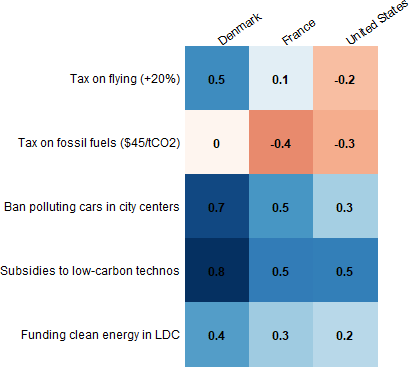 Denmark
France
United States
Tax on flying (+20%) 0.5 0.1 -0.2
Tax on fossil fuels ($45/tCO2) 0 -0.4 -0.3
Ban polluting cars in city centers 0.7 0.5 0.3
Subsidies to low-carbon technos 0.8 0.5 0.5
Funding clean energy in LDC 0.4 0.3 0.2